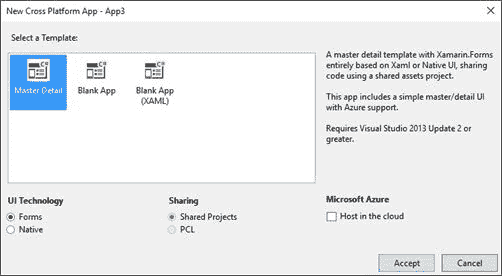 New Cross Platform App - App3
Select a Template:
Master Detail
Blank App
Blank App
(XAML)
A master detail template with Xamarin.Forms
entirely based on Xaml or Native UI, sharing
code using a shared assets project.
This app includes a simple master/detail UI
with Azure support.
Requires Visual Studio 2013 Update 2 or
greater.
UI Technology
Forms
Native
Sharing
Shared Projects
PCL
Microsoft Azure
Host in the cloud
Accept
Cancel